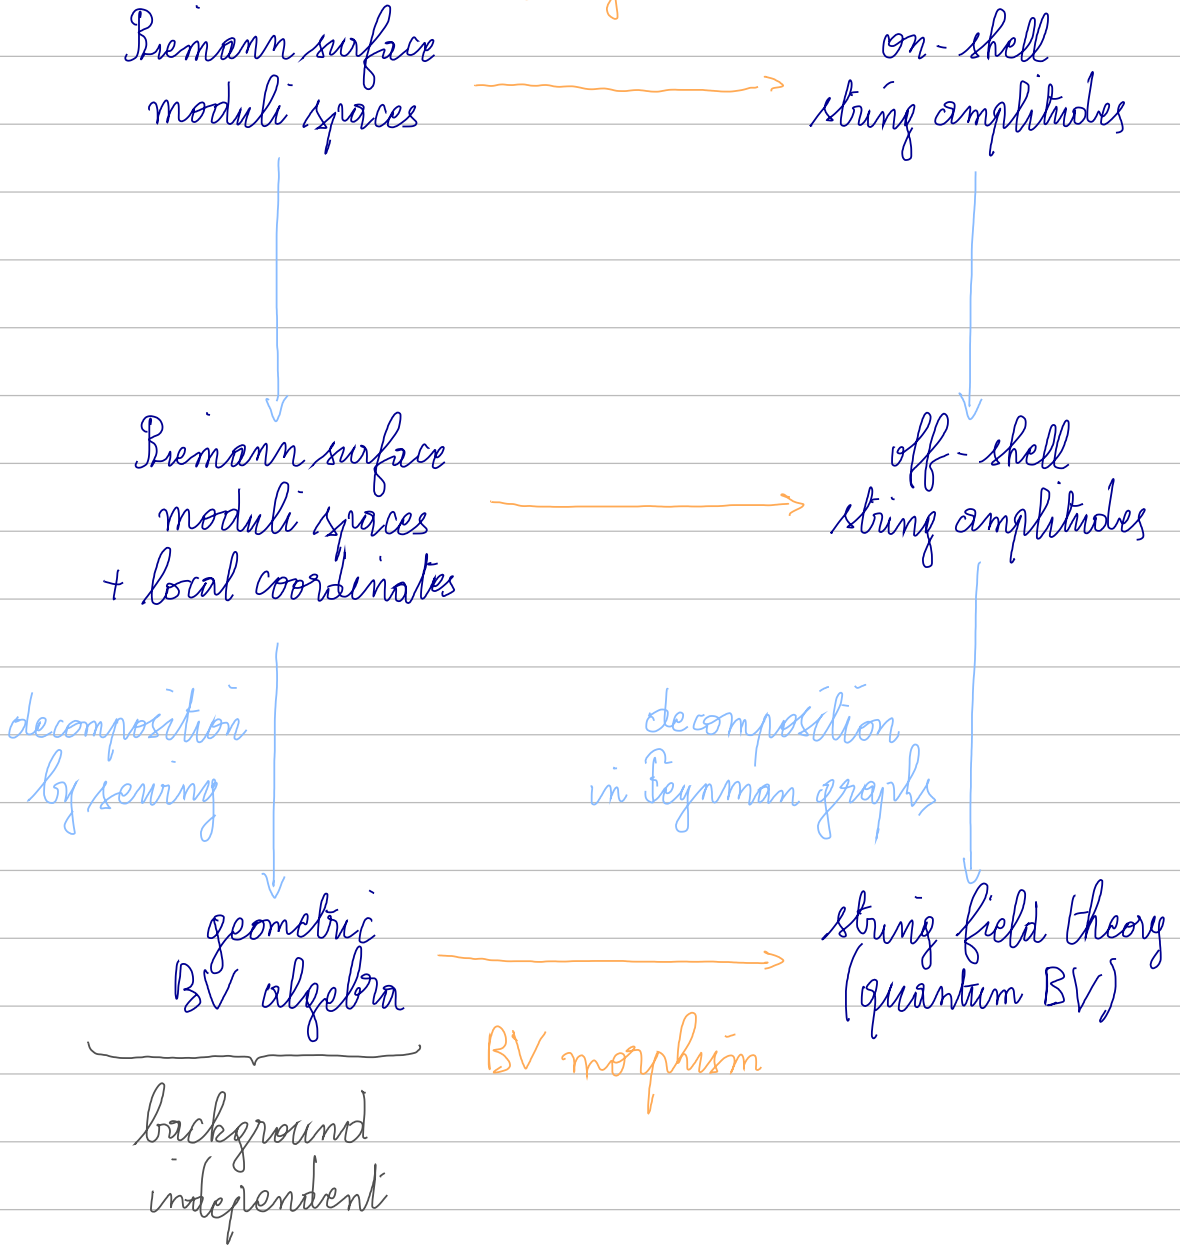 Riemann surface
moduli spaces
on-shell
string amplitudes
Riemann surface
moduli spaces
+ local coordinates
off-shell
string amplitudes
decomposition
by sewing
decomposition
in Feynman graphs
geometric
BV algebra
string field theory
(quantum BV)
BV morphism
background
independent